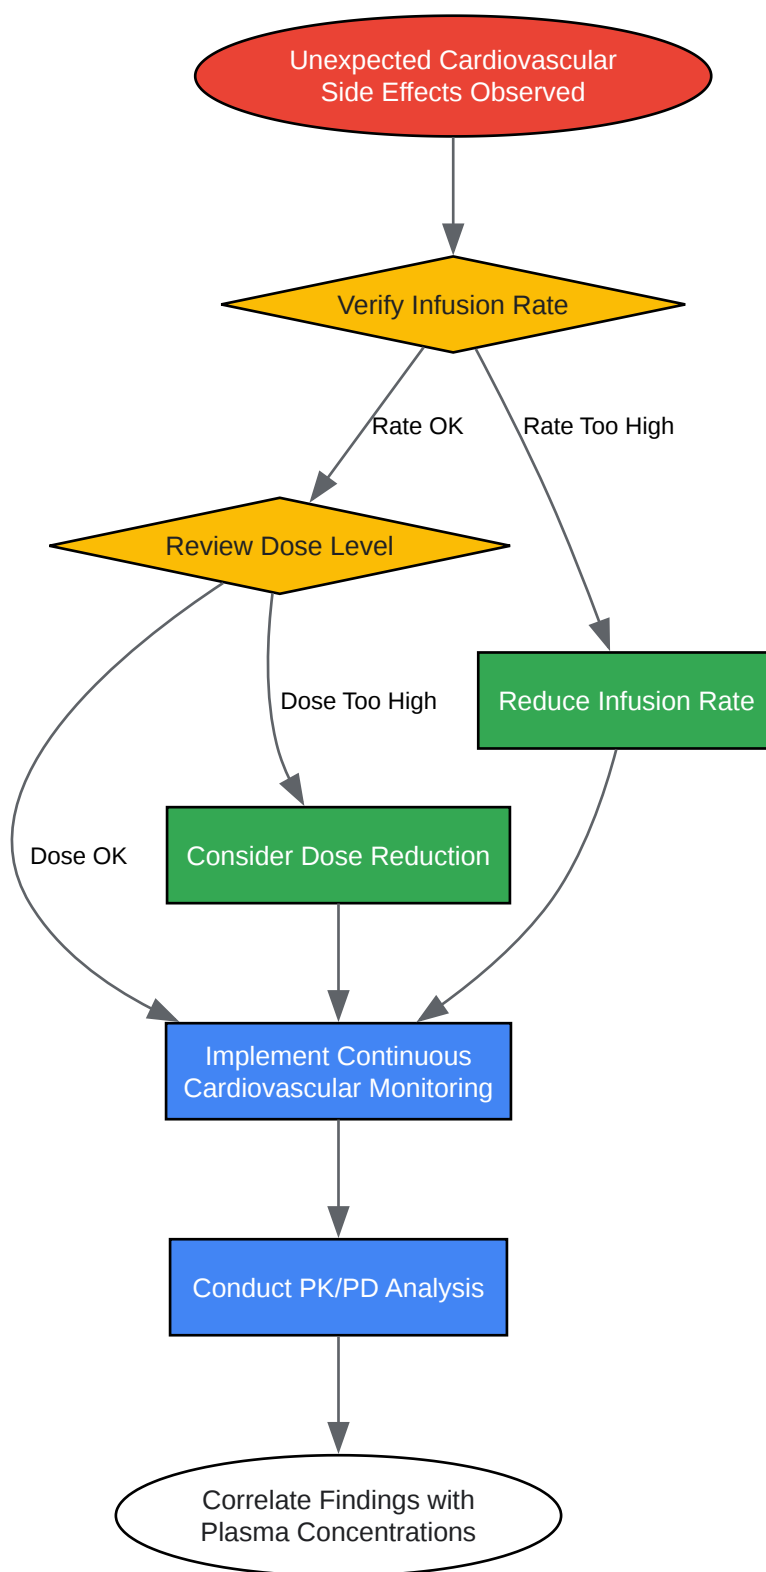 Unexpected Cardiovascular
Side Effects Observed
Verify Infusion Rate
Rate OK
Rate Too High
Review Dose Level
Dose Too High
Reduce Infusion Rate
Dose OK
Consider Dose Reduction
Implement Continuous
Cardiovascular Monitoring
Conduct PK/PD Analysis
Correlate Findings with
Plasma Concentrations